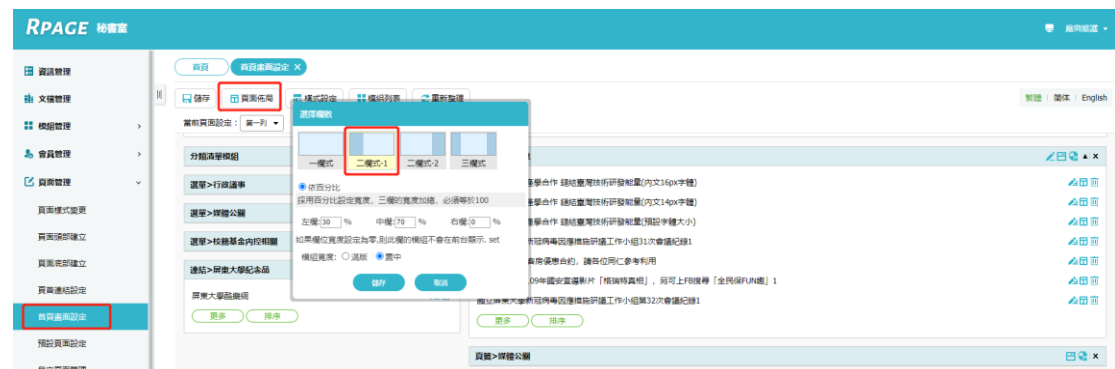 RPAGE 秘書室
廠商維護
資訊管理
文檔管理
模組管理
會員管理
頁面管理
頁面樣式變更
頁面頭部建立
頁面底部建立
頁首連結設定
首頁畫面設定
預設頁面設定
首頁
首頁畫面設定 X
儲存
頁面佈局
樣式設定
模組列表
重新整理
繁體 | 簡体 | English
當前頁面設定：
第一列
分類清單模組
選單>行政議事
選單>媒體公關
選單>校務基金內控相關
連結>屏東大學紀念品
屏東大學酷樂網
更多
排序
選擇欄數
一欄式
二欄式-1
二欄式-2
三欄式
依百分比
採用百分比設定寬度，三欄的寬度加總，必須等於100
左欄:30 %
中欄:70 %
右欄:0 %
如果欄位寬度設定為零,則此欄的模組不會在前台顯示. set
模組寬度:
滿版
置中
儲存
取消
產學合作 鏈結臺灣技術研發能量(內文16px字體)
產學合作 鏈結臺灣技術研發能量(內文14px字體)
產學合作 鏈結臺灣技術研發能量(預設字體大小)
新冠病毒因應措施研議工作小組31次會議紀錄1
客房優惠合約，請各位同仁參考利用
09年國安宣導影片「格瑞特真相」，另可上FB搜尋「全民保FUN鑑」1
國立屏東大學新冠病毒因應措施研議工作小組第32次會議紀錄1
更多
排序
頁籤>媒體公關